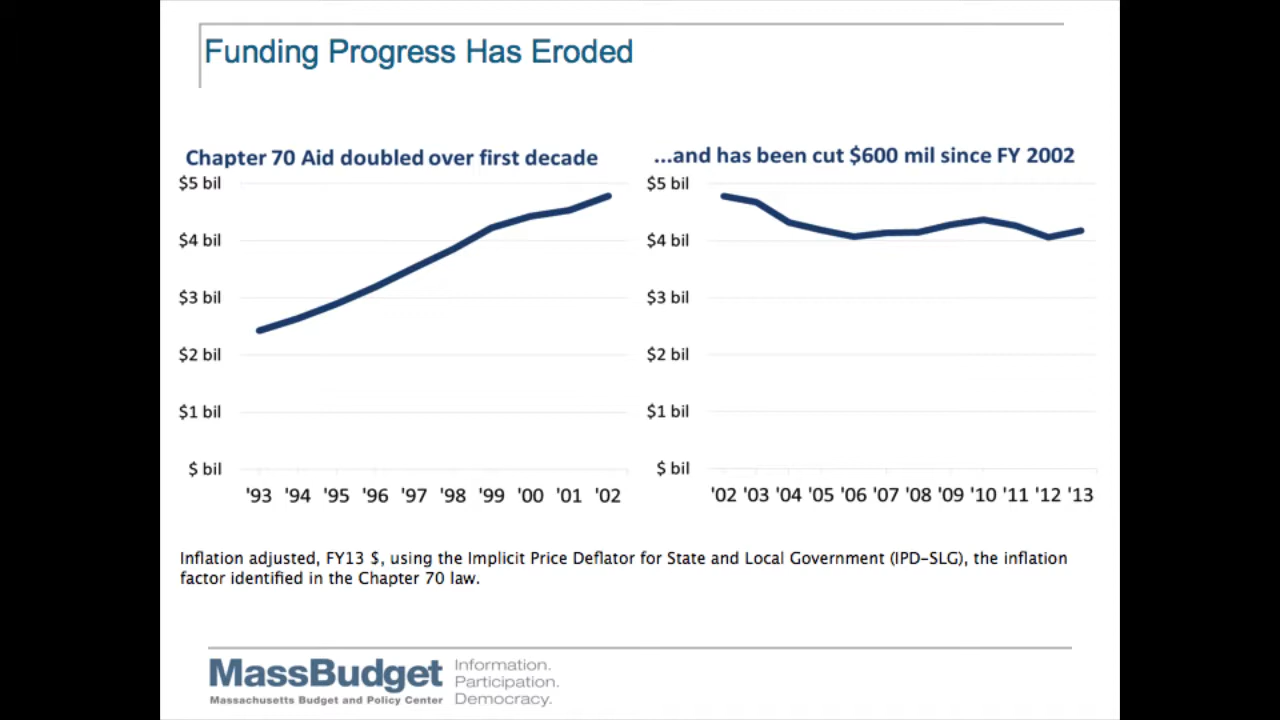 Funding Progress Has Eroded
Chapter 70 Aid doubled over first decade
$5 bil
$4 bil
$3 bil
$2 bil
$1 bil
$ bil
'93 '94 '95 '96 '97 '98 '99 '00 '01 '02
...and has been cut $600 mil since FY 2002
$5 bil
$4 bil
$3 bil
$2 bil
$1 bil
$ bil
'02 '03 '04 '05 '06 '07 '08 '09 '10 '11 '12 '13
Inflation adjusted, FY13 $, using the Implicit Price Deflator for State and Local Government (IPD-SLG), the inflation
factor identified in the Chapter 70 law.
MassBudget
Massachusetts Budget and Policy Center
Information.
Participation.
Democracy.